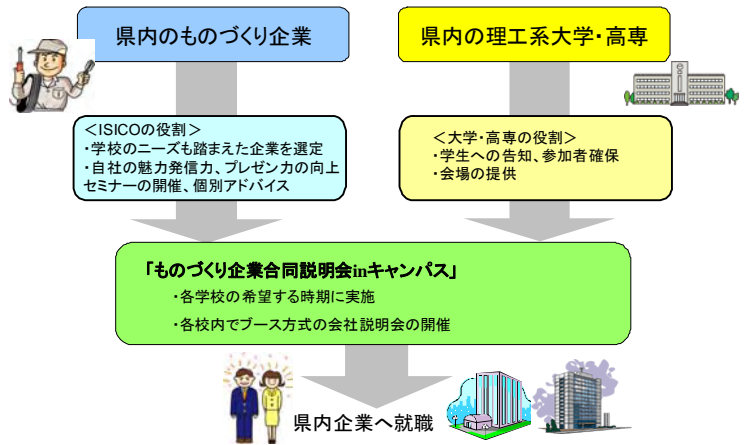 県内のものづくり企業
県内の理工系大学・高専
＜ISICOの役割＞
・学校のニーズも踏まえた企業を選定
・自社の魅力発信力、プレゼン力の向上
セミナーの開催、個別アドバイス
＜大学・高専の役割＞
・学生への告知、参加者確保
・会場の提供
「ものづくり企業合同説明会inキャンパス」
・各学校の希望する時期に実施
・各校内でブース方式の会社説明会の開催
県内企業へ就職